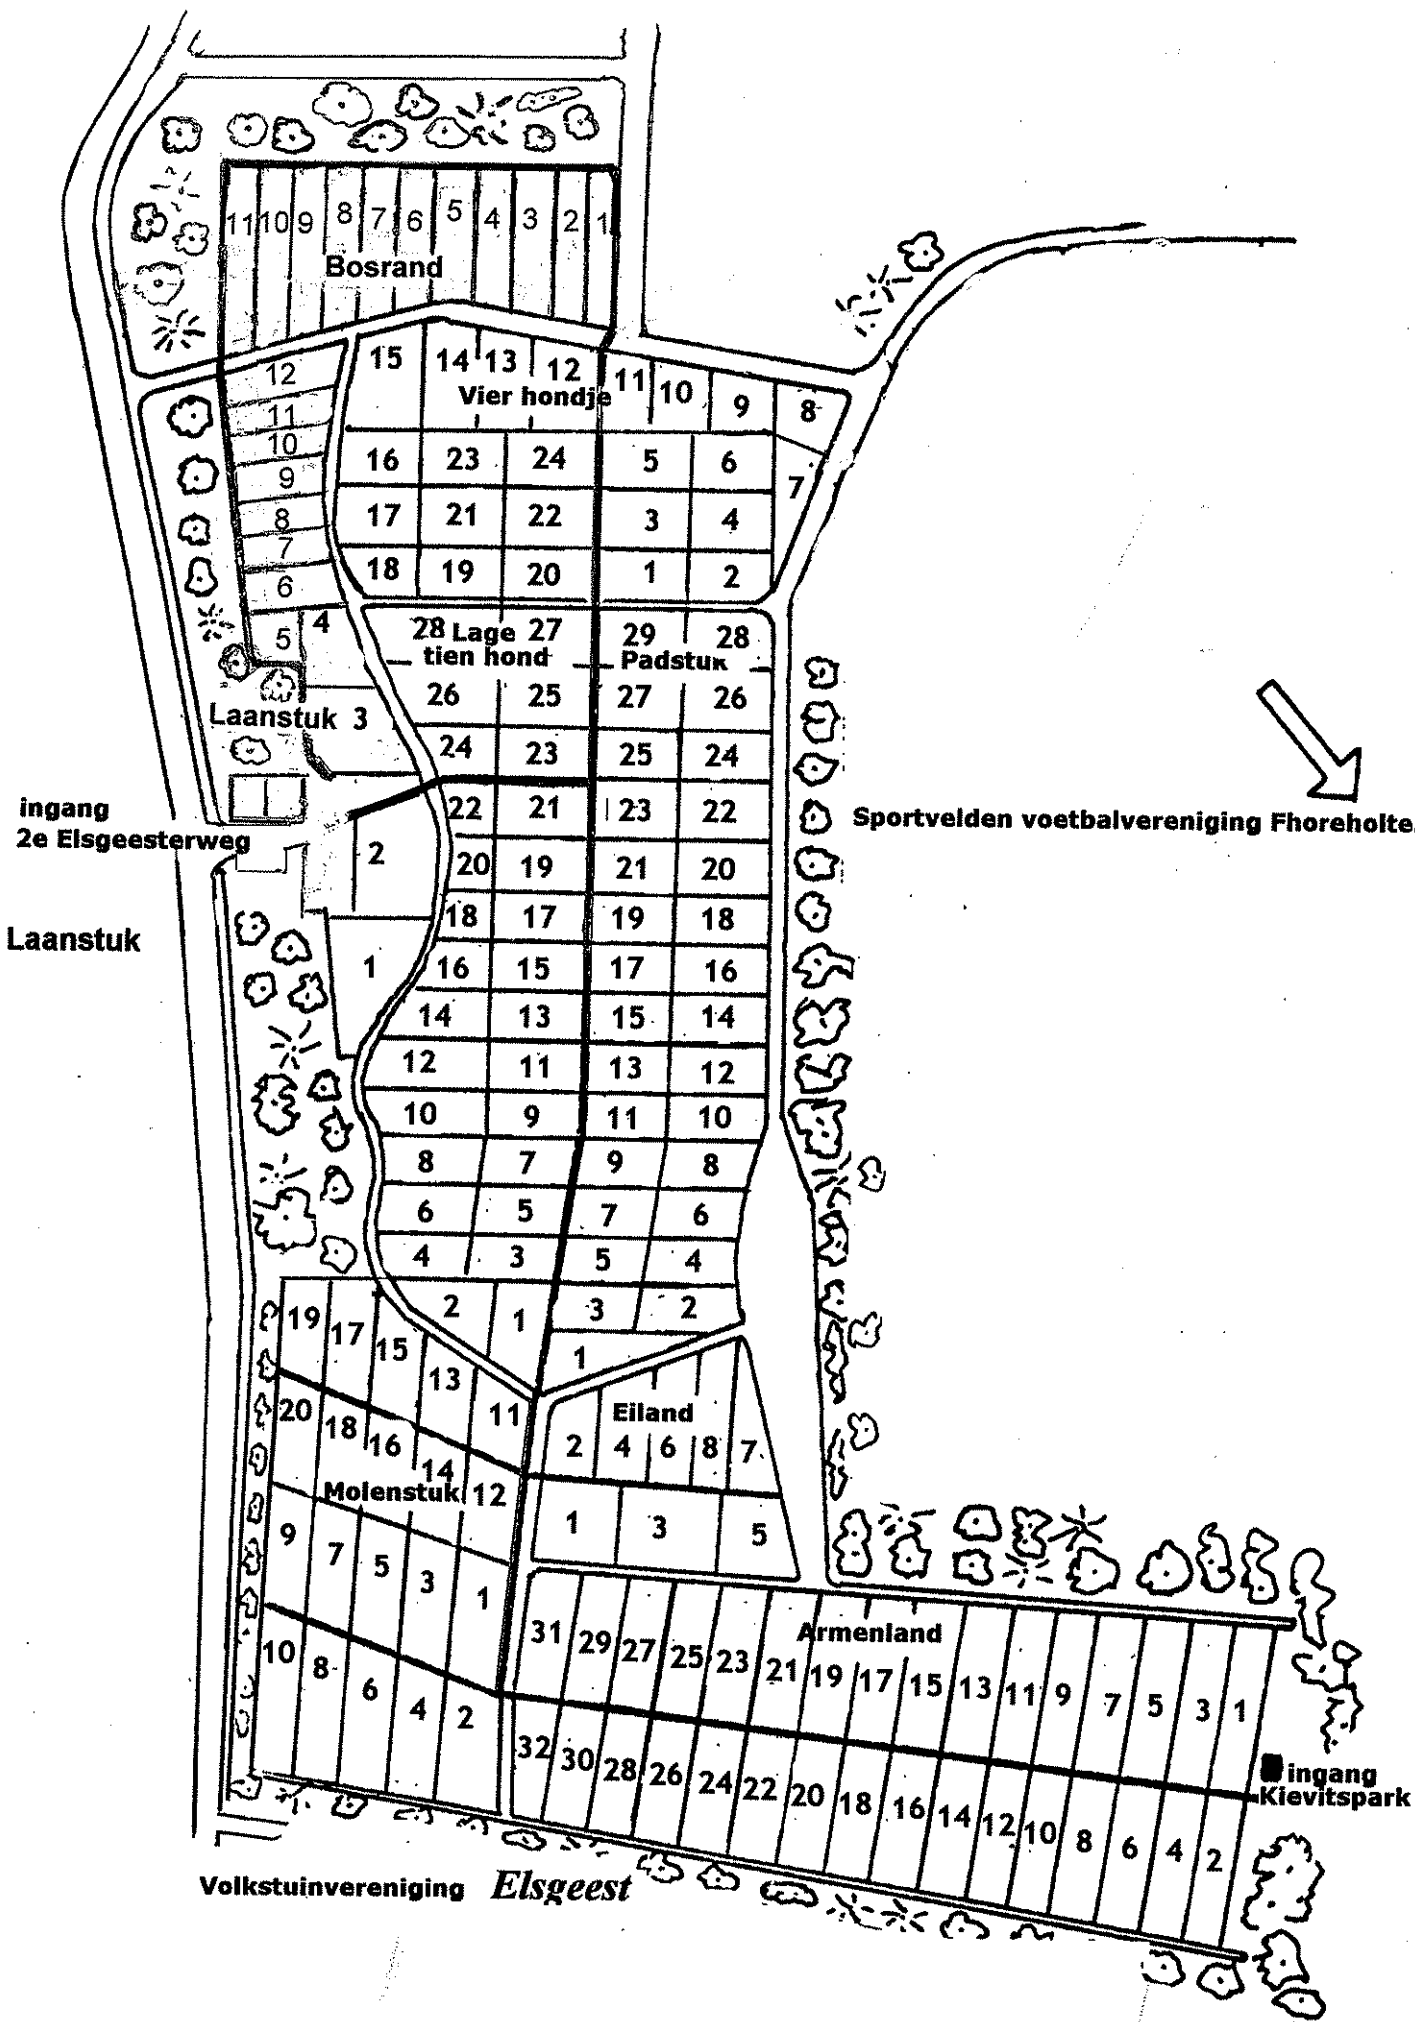 11 10 9 8 7 6 5 4 3 2 1
Bosrand
12
11
10
9
8
7
6
5 4
Laanstuk 3
2
1
15 14 13 12 11 10 9 8
Vier hondje
16 23 24 5 6
7
17 21 22 3 4
18 19 20 1 2
28 Lage 27 29 28
tien hond Padstuk
26 25 27 26
24 23 25 24
22 21 23 22
20 19 21 20
18 17 19 18
16 15 17 16
14 13 15 14
12 11 13 12
10 9 11 10
8 7 9 8
6 5 7 6
4 3 5 4
2 1 3 2
1
ingang
2e Elsgeesterweg
Laanstuk
Sportvelden voetbalvereniging Fhoreholte.
19 17 15 13 11
20 18 16 14 12
Molenstuk
9 7 5 3 1
10 8 6 4 2
Eiland
2 4 6 8 7
1 3 5
Armenland
31 29 27 25 23 21 19 17 15 13 11 9 7 5 3 1
32 30 28 26 24 22 20 18 16 14 12 10 8 6 4 2
ingang
Kievitspark
Volkstuinvereniging Elsgeest